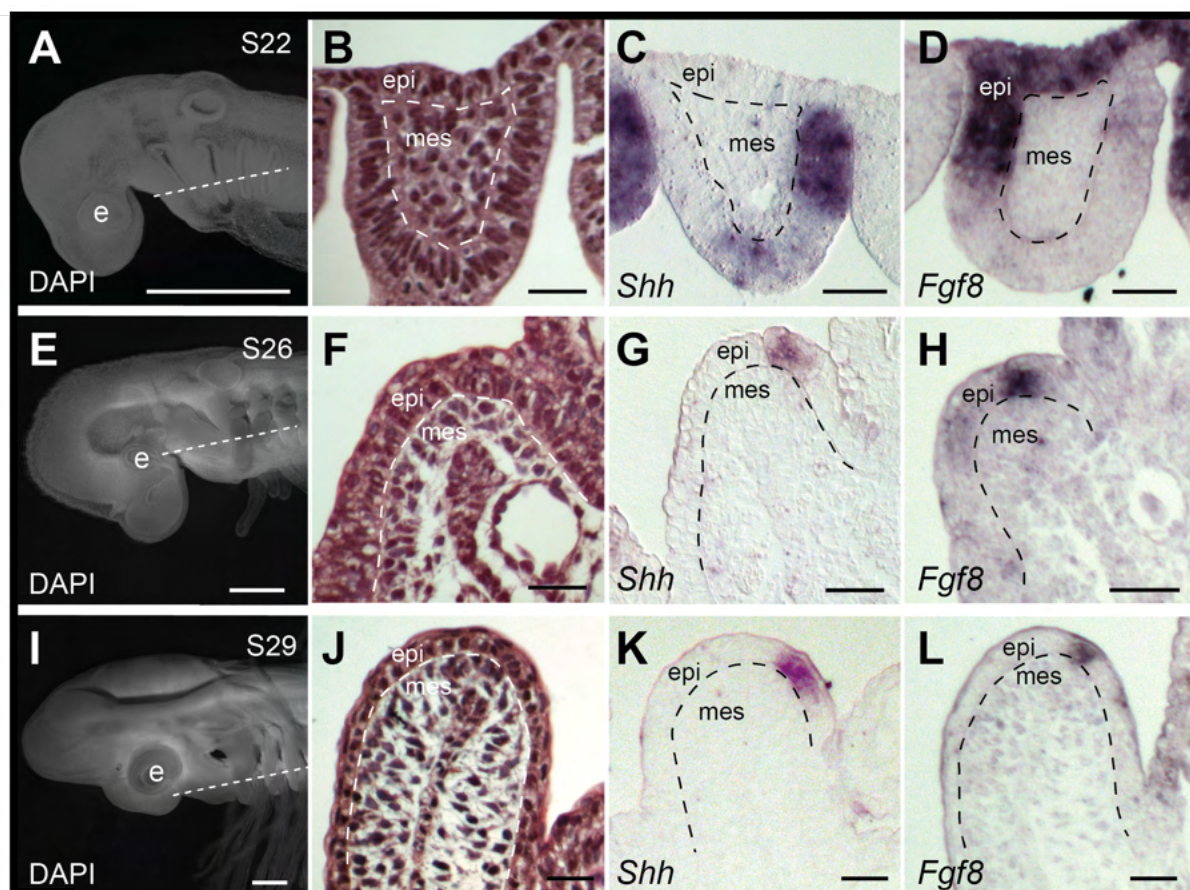 A S22
e
DAPI
B
epi
mes
C
epi
mes
Shh
D
epi
mes
Fgf8
E S26
e
DAPI
F
epi
mes
G
epi
mes
Shh
H
epi
mes
Fgf8
I S29
e
DAPI
J
epi
mes
K
epi
mes
Shh
L
epi
mes
Fgf8